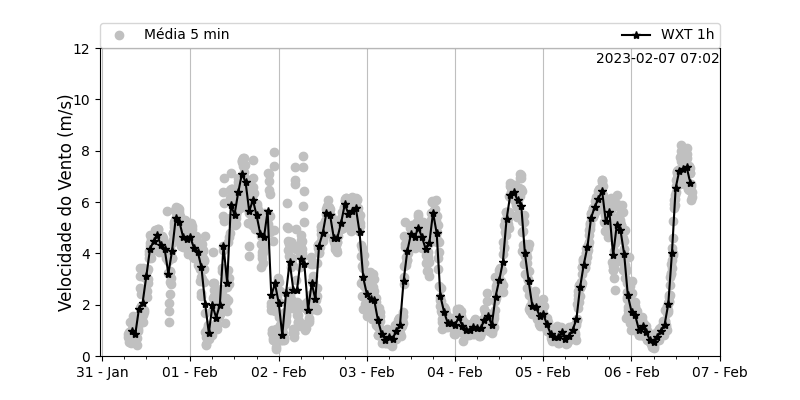 Média 5 min
WXT 1h
2023-02-07 07:02
Velocidade do Vento (m/s)
12
10
8
6
4
2
0
31 - Jan
01 - Feb
02 - Feb
03 - Feb
04 - Feb
05 - Feb
06 - Feb
07 - Feb